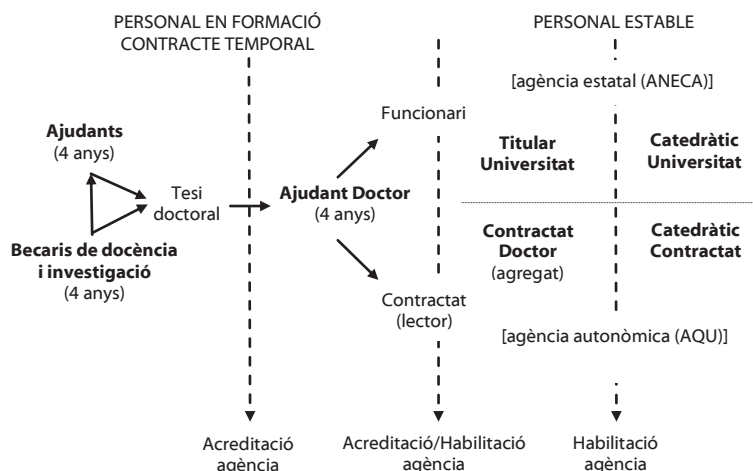 PERSONAL EN FORMACIÓ
CONTRACTE TEMPORAL
PERSONAL ESTABLE
[agència estatal (ANECA)]
Funcionari
Ajudants
(4 anys)
Titular
Universitat
Catedràtic
Universitat
Tesi
doctoral
Ajudant Doctor
(4 anys)
Becaris de docència
i investigació
(4 anys)
Contractat
Doctor
(agregat)
Catedràtic
Contractat
Contractat
(lector)
[agència autonòmica (AQU)]
Acreditació
agència
Acreditació/Habilitació
agència
Habilitació
agència